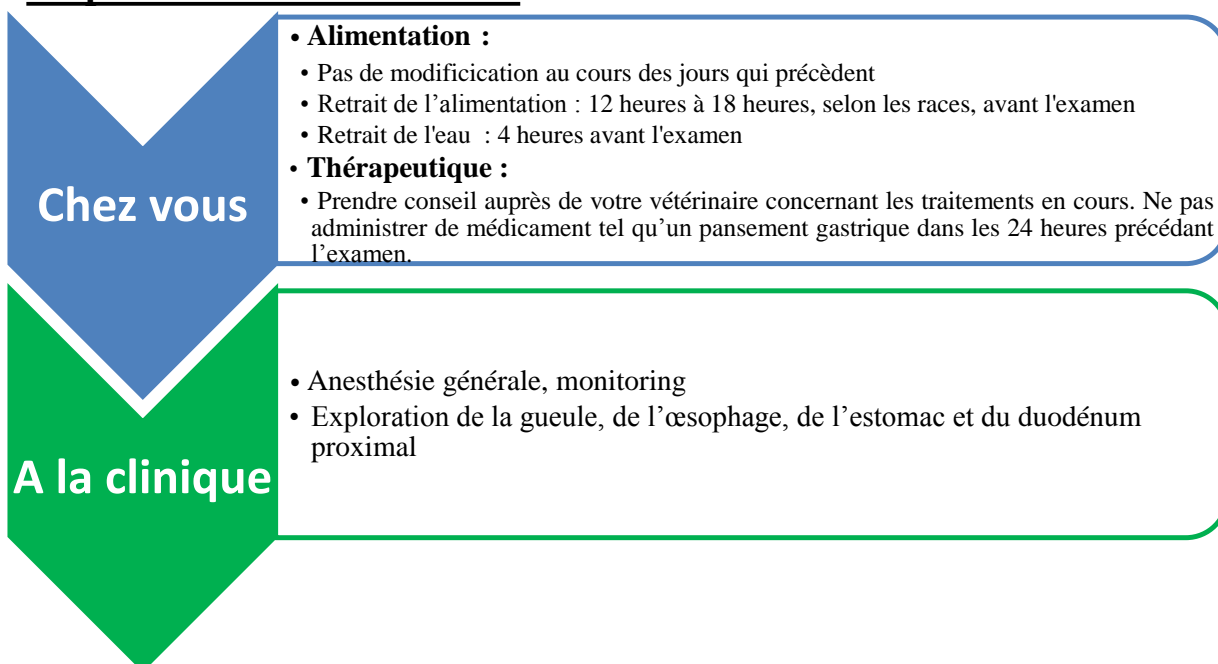 Chez vous
• Alimentation :
• Pas de modificication au cours des jours qui précèdent
• Retrait de l’alimentation : 12 heures à 18 heures, selon les races, avant l'examen
• Retrait de l'eau : 4 heures avant l'examen
• Thérapeutique :
• Prendre conseil auprès de votre vétérinaire concernant les traitements en cours. Ne pas
administrer de médicament tel qu’un pansement gastrique dans les 24 heures précédant
l’examen.
A la clinique
• Anesthésie générale, monitoring
• Exploration de la gueule, de l’œsophage, de l’estomac et du duodénum
proximal